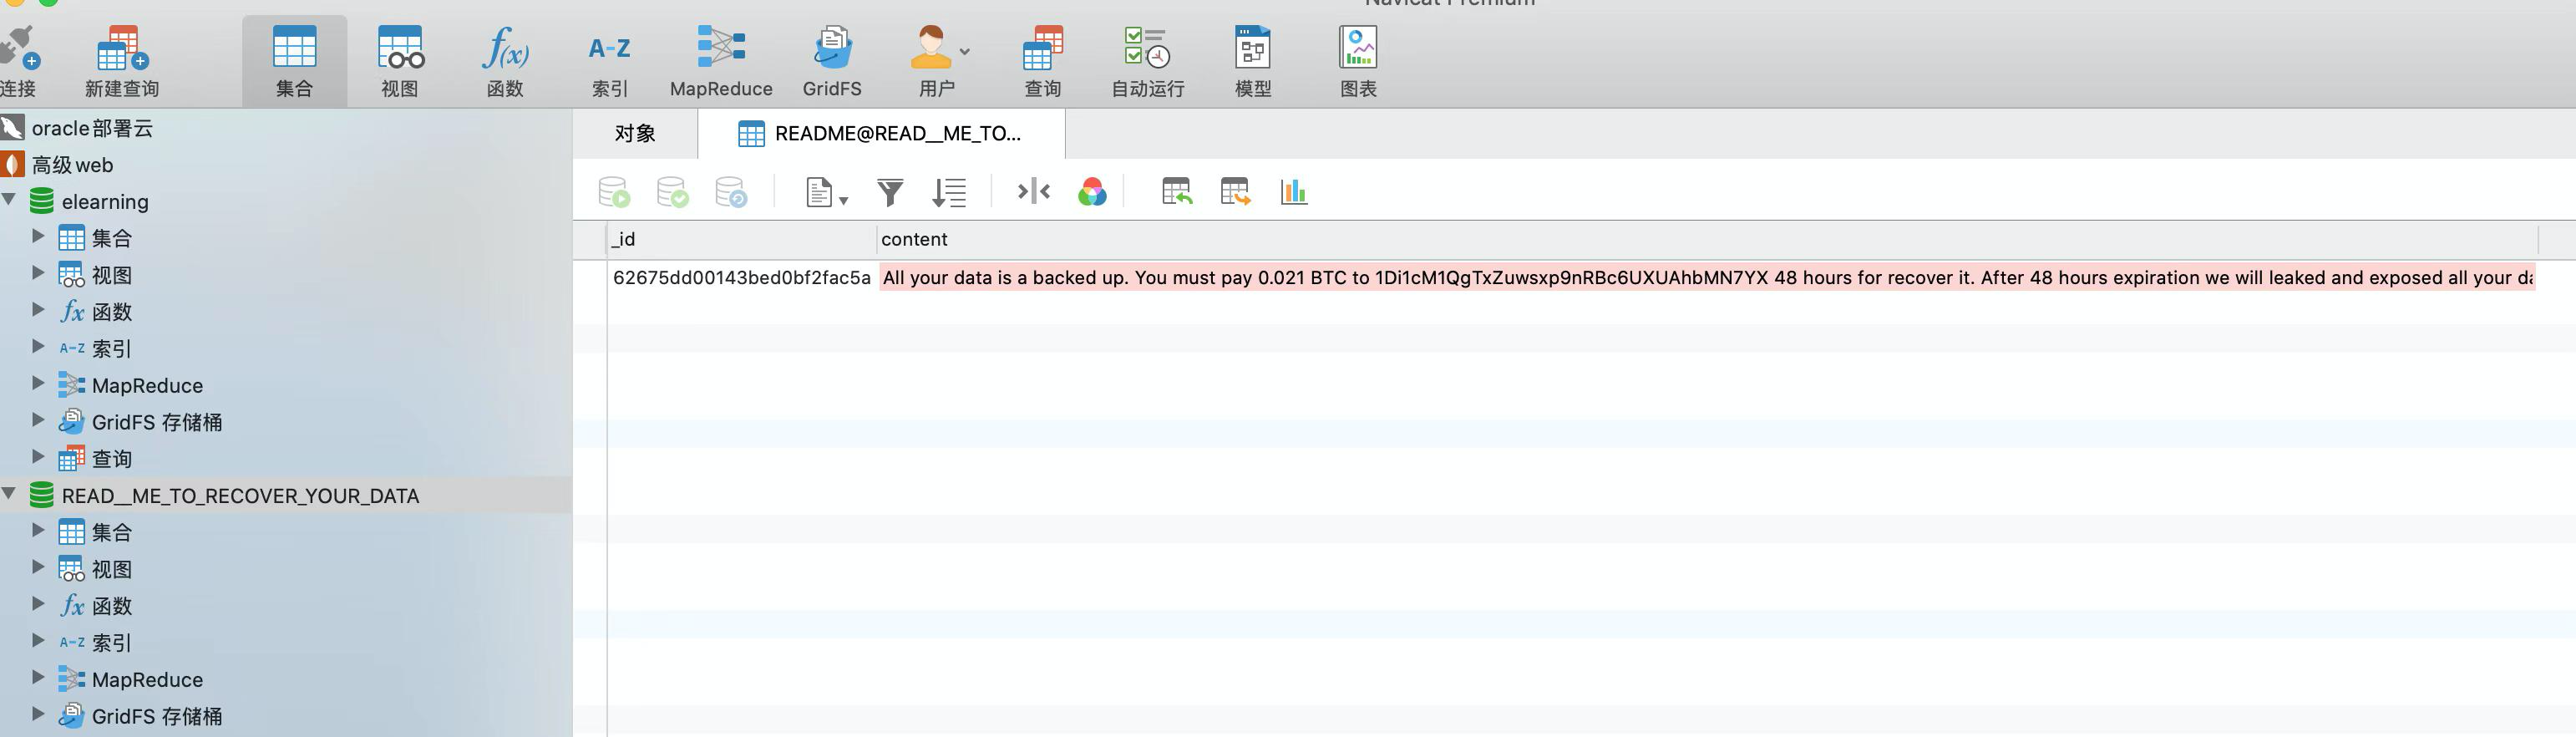 Navicat Premium
连接 新建查询 集合 视图 函数 索引 MapReduce GridFS 用户 查询 自动运行 模型 图表
f(x) A-Z
oracle部署云
高级web
elearning
集合
视图
fx 函数
A-Z 索引
MapReduce
GridFS 存储桶
查询
READ__ME_TO_RECOVER_YOUR_DATA
集合
视图
fx 函数
A-Z 索引
MapReduce
GridFS 存储桶
对象 README@READ__ME_TO...
_id content
62675dd00143bed0bf2fac5a All your data is a backed up. You must pay 0.021 BTC to 1Di1cM1QgTxZuwsxp9nRBc6UXUAhbMN7YX 48 hours for recover it. After 48 hours expiration we will leaked and exposed all your da